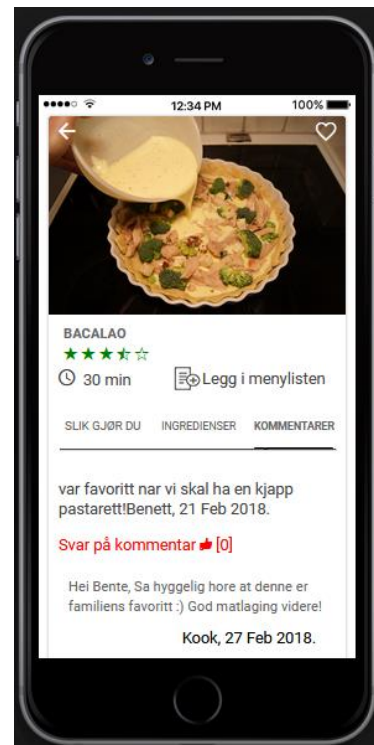 12:34 PM 100%
BACALAO
30 min Legg i menylisten
SLIK GJØR DU INGREDIENSER KOMMENTARER
var favoritt nar vi skal ha en kjapp
pastarett!Benett, 21 Feb 2018.
Svar på kommentar [0]
Hei Bente, Sa hyggelig hore at denne er
familiens favoritt :) God matlaging videre!
Kook, 27 Feb 2018.